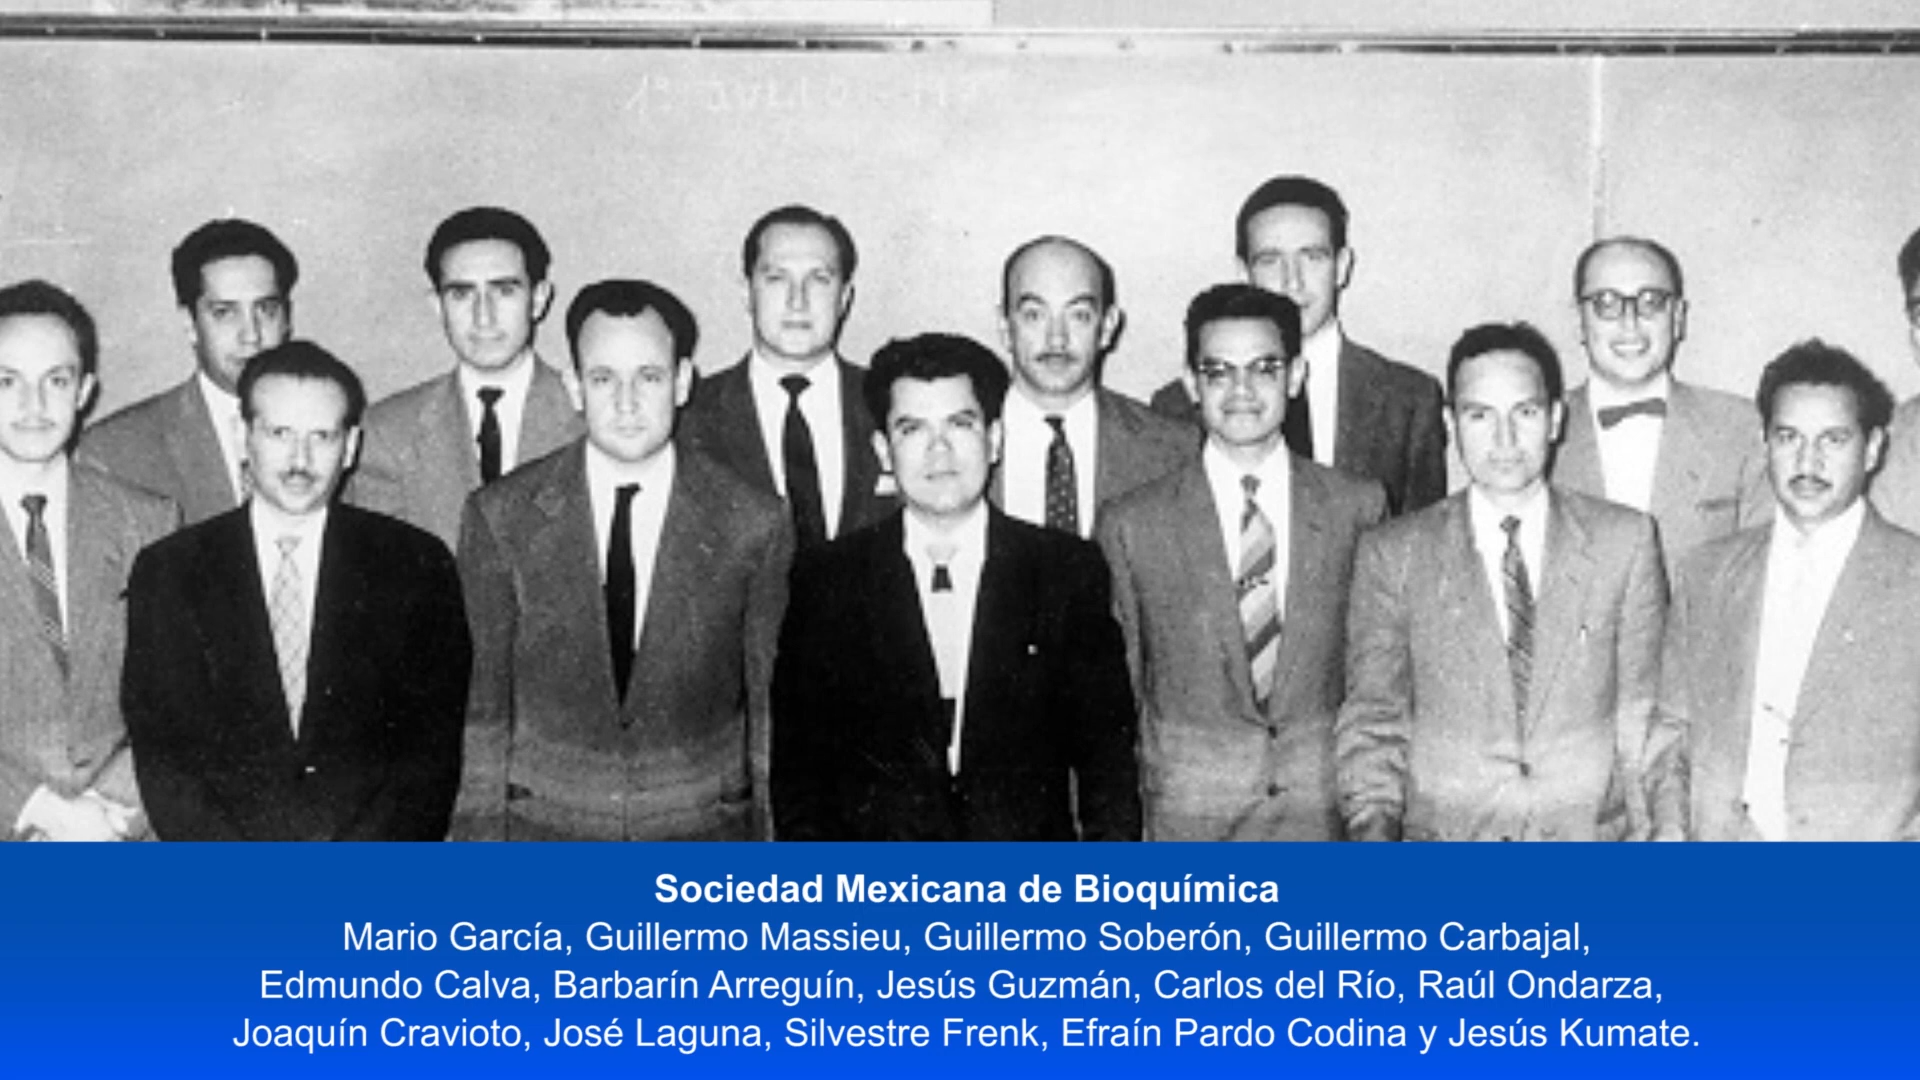 Sociedad Mexicana de Bioquímica
Mario García, Guillermo Massieu, Guillermo Soberón, Guillermo Carbajal,
Edmundo Calva, Barbarín Arreguín, Jesús Guzmán, Carlos del Río, Raúl Ondarza,
Joaquín Cravioto, José Laguna, Silvestre Frenk, Efraín Pardo Codina y Jesús Kumate.